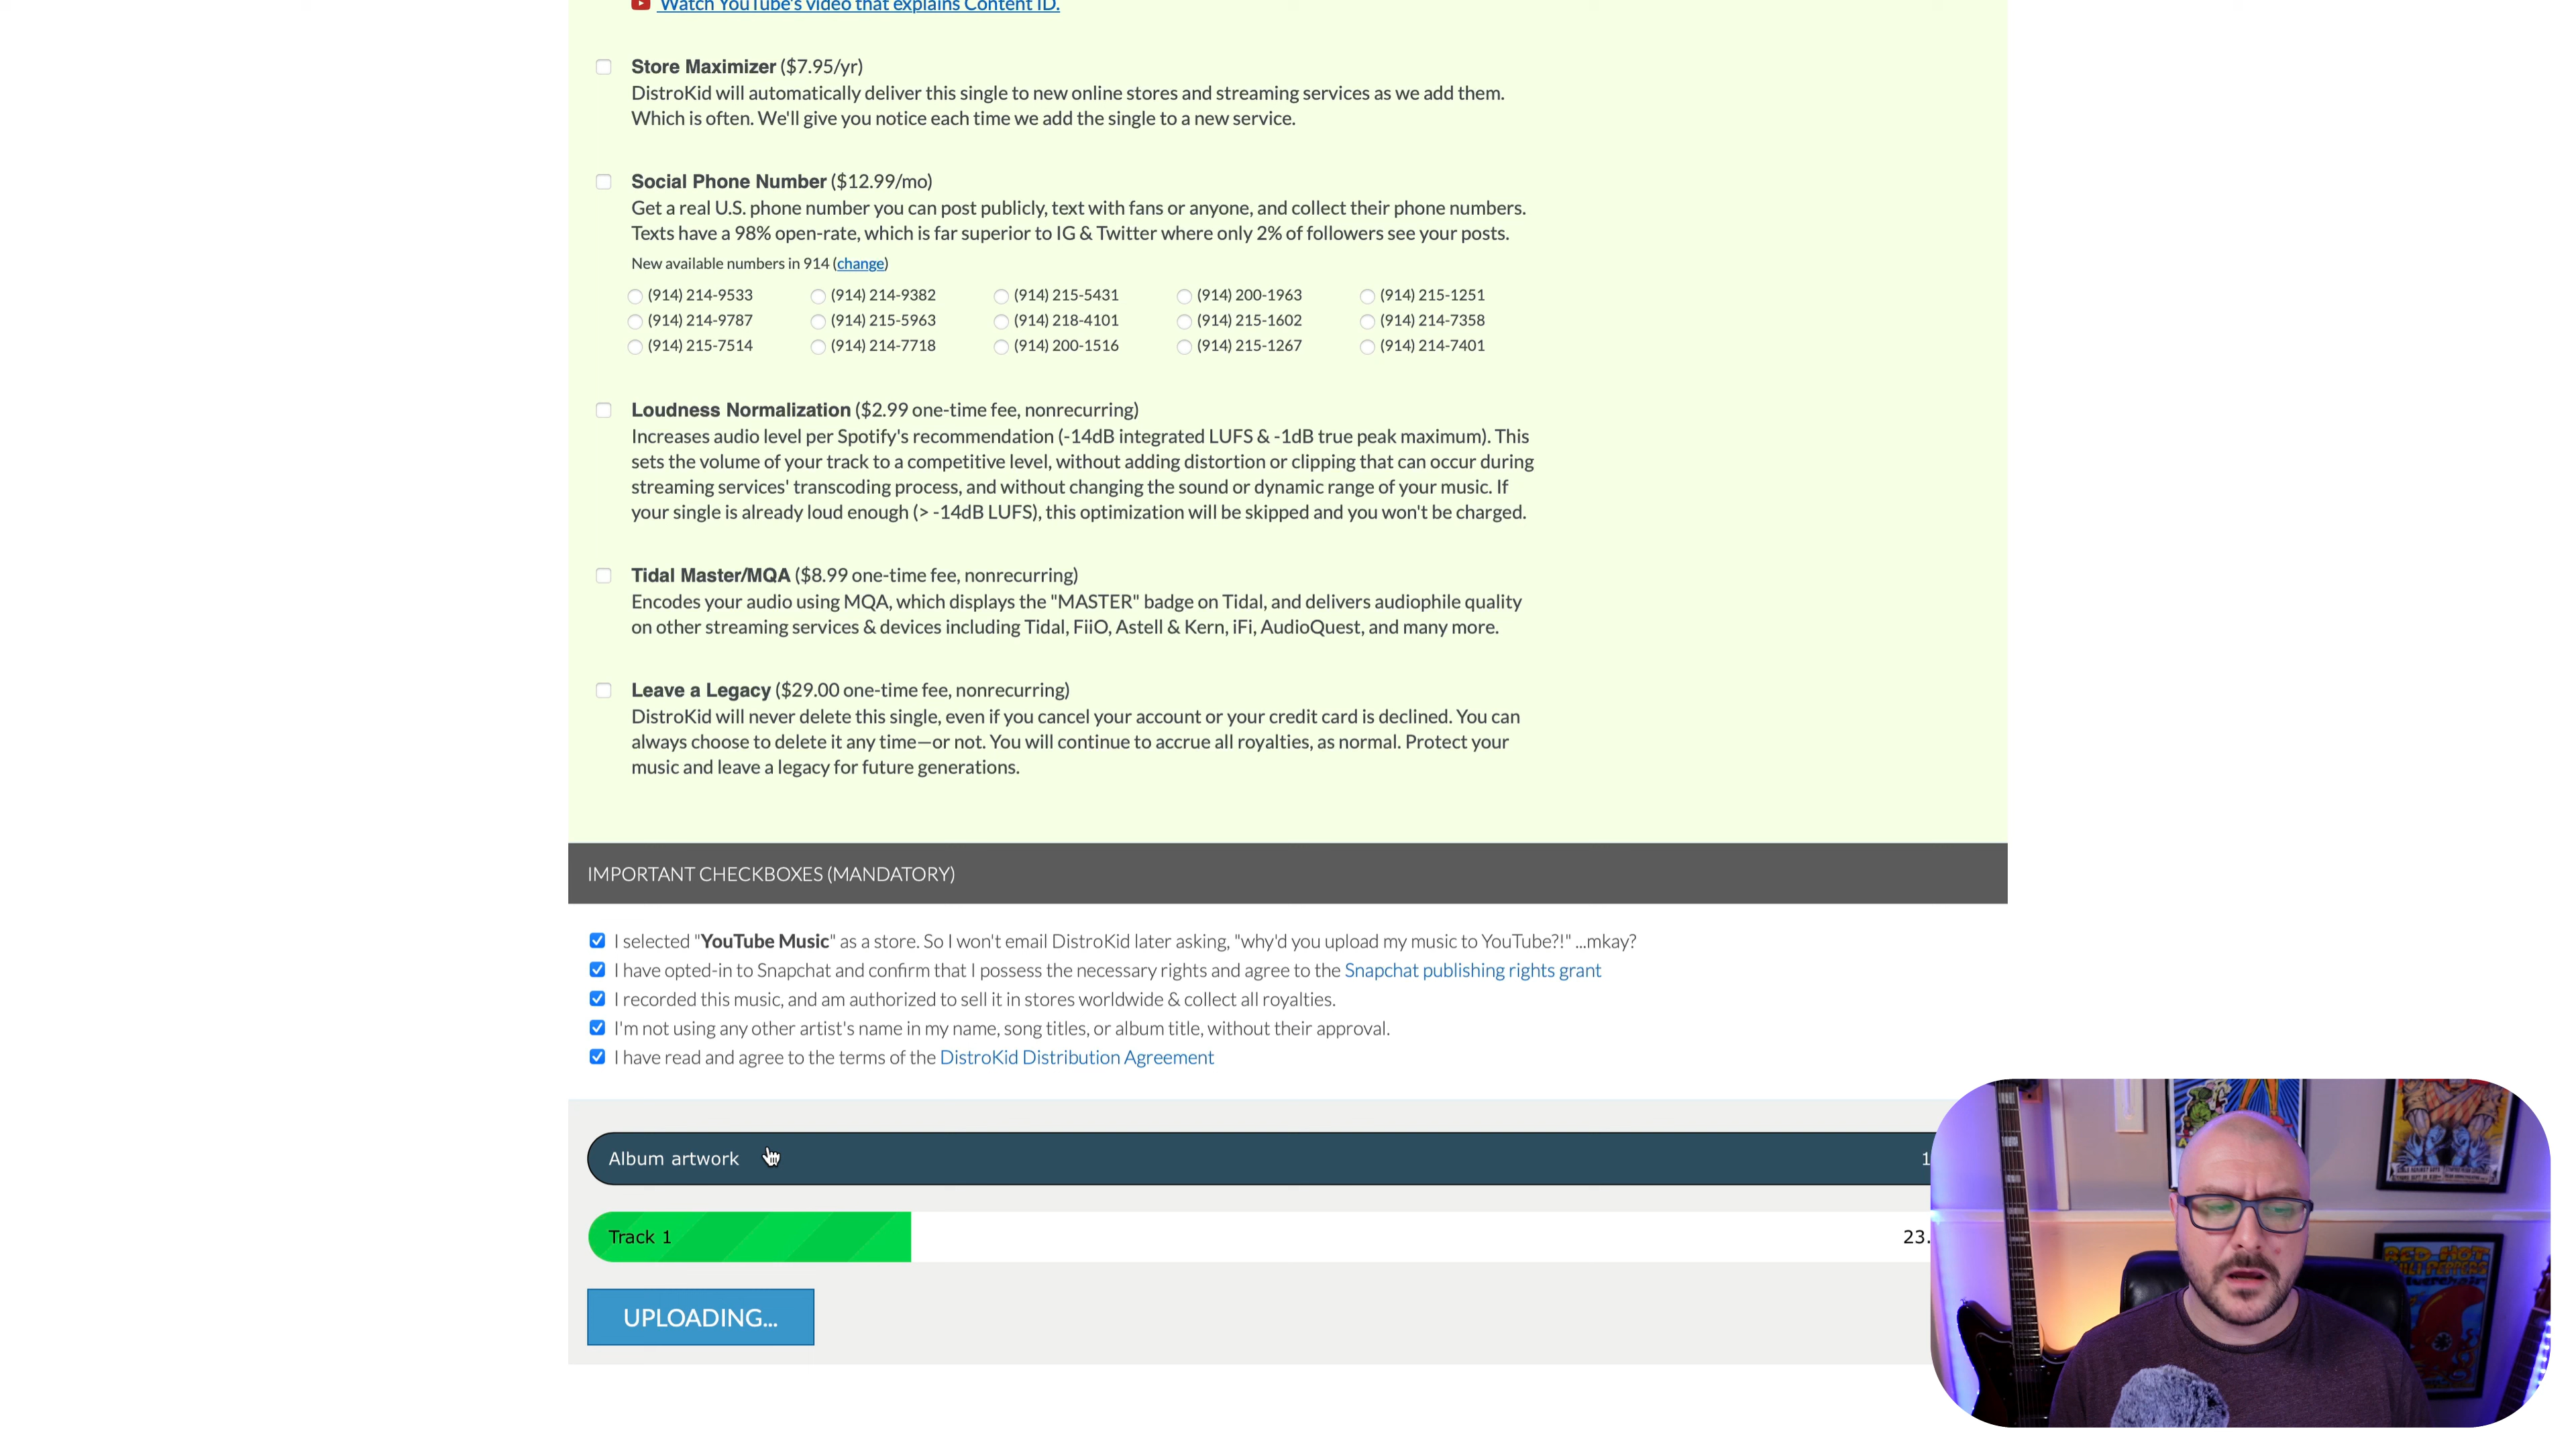 Watch YouTube's video that explains Content ID.
Store Maximizer ($7.95/yr)
DistroKid will automatically deliver this single to new online stores and streaming services as we add them.
Which is often. We'll give you notice each time we add the single to a new service.
Social Phone Number ($12.99/mo)
Get a real U.S. phone number you can post publicly, text with fans or anyone, and collect their phone numbers.
Texts have a 98% open-rate, which is far superior to IG & Twitter where only 2% of followers see your posts.
New available numbers in 914 (change)
(914) 214-9533 (914) 214-9382 (914) 215-5431 (914) 200-1963 (914) 215-1251
(914) 214-9787 (914) 215-5963 (914) 218-4101 (914) 215-1602 (914) 214-7358
(914) 215-7514 (914) 214-7718 (914) 200-1516 (914) 215-1267 (914) 214-7401
Loudness Normalization ($2.99 one-time fee, nonrecurring)
Increases audio level per Spotify's recommendation (-14dB integrated LUFS & -1dB true peak maximum). This
sets the volume of your track to a competitive level, without adding distortion or clipping that can occur during
streaming services' transcoding process, and without changing the sound or dynamic range of your music. If
your single is already loud enough (> -14dB LUFS), this optimization will be skipped and you won't be charged.
Tidal Master/MQA ($8.99 one-time fee, nonrecurring)
Encodes your audio using MQA, which displays the "MASTER" badge on Tidal, and delivers audiophile quality
on other streaming services & devices including Tidal, FiiO, Astell & Kern, iFi, AudioQuest, and many more.
Leave a Legacy ($29.00 one-time fee, nonrecurring)
DistroKid will never delete this single, even if you cancel your account or your credit card is declined. You can
always choose to delete it any time—or not. You will continue to accrue all royalties, as normal. Protect your
music and leave a legacy for future generations.
IMPORTANT CHECKBOXES (MANDATORY)
I selected "YouTube Music" as a store. So I won't email DistroKid later asking, "why'd you upload my music to YouTube?!" ...mkay?
I have opted-in to Snapchat and confirm that I possess the necessary rights and agree to the Snapchat publishing rights grant
I recorded this music, and am authorized to sell it in stores worldwide & collect all royalties.
I'm not using any other artist's name in my name, song titles, or album title, without their approval.
I have read and agree to the terms of the DistroKid Distribution Agreement
Album artwork 1
Track 1 23.
UPLOADING...
RED HOT
CHILI PEPPERS